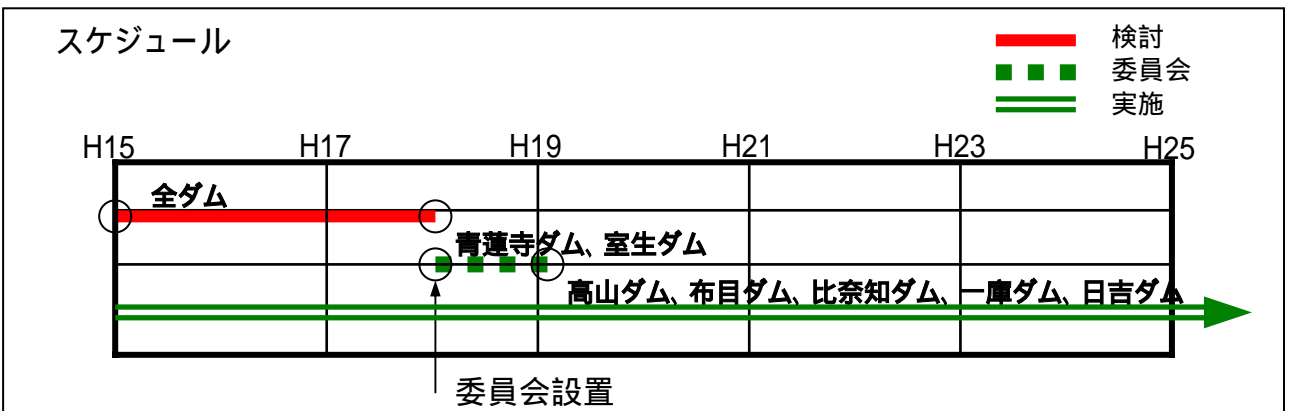 スケジュール
検討
委員会
実施
H15 H17 H19 H21 H23 H25
全ダム
青蓮寺ダム、室生ダム
高山ダム、布目ダム、比奈知ダム、一庫ダム、日吉ダム
委員会設置